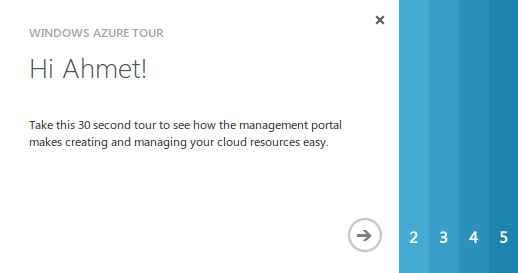 WINDOWS AZURE TOUR
Hi Ahmet!
Take this 30 second tour to see how the management portal
makes creating and managing your cloud resources easy.
2 3 4 5